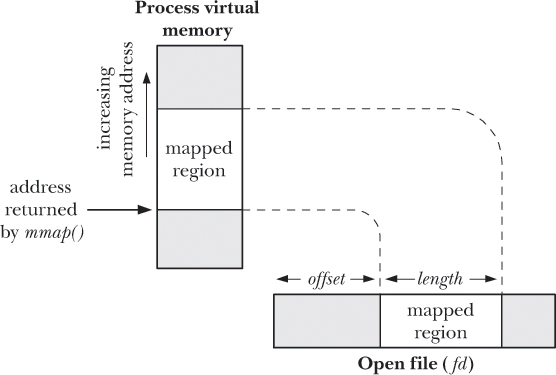 Process virtual
memory
increasing
memory address
mapped
region
address
returned
by mmap()
offset
length
mapped
region
Open file (fd)